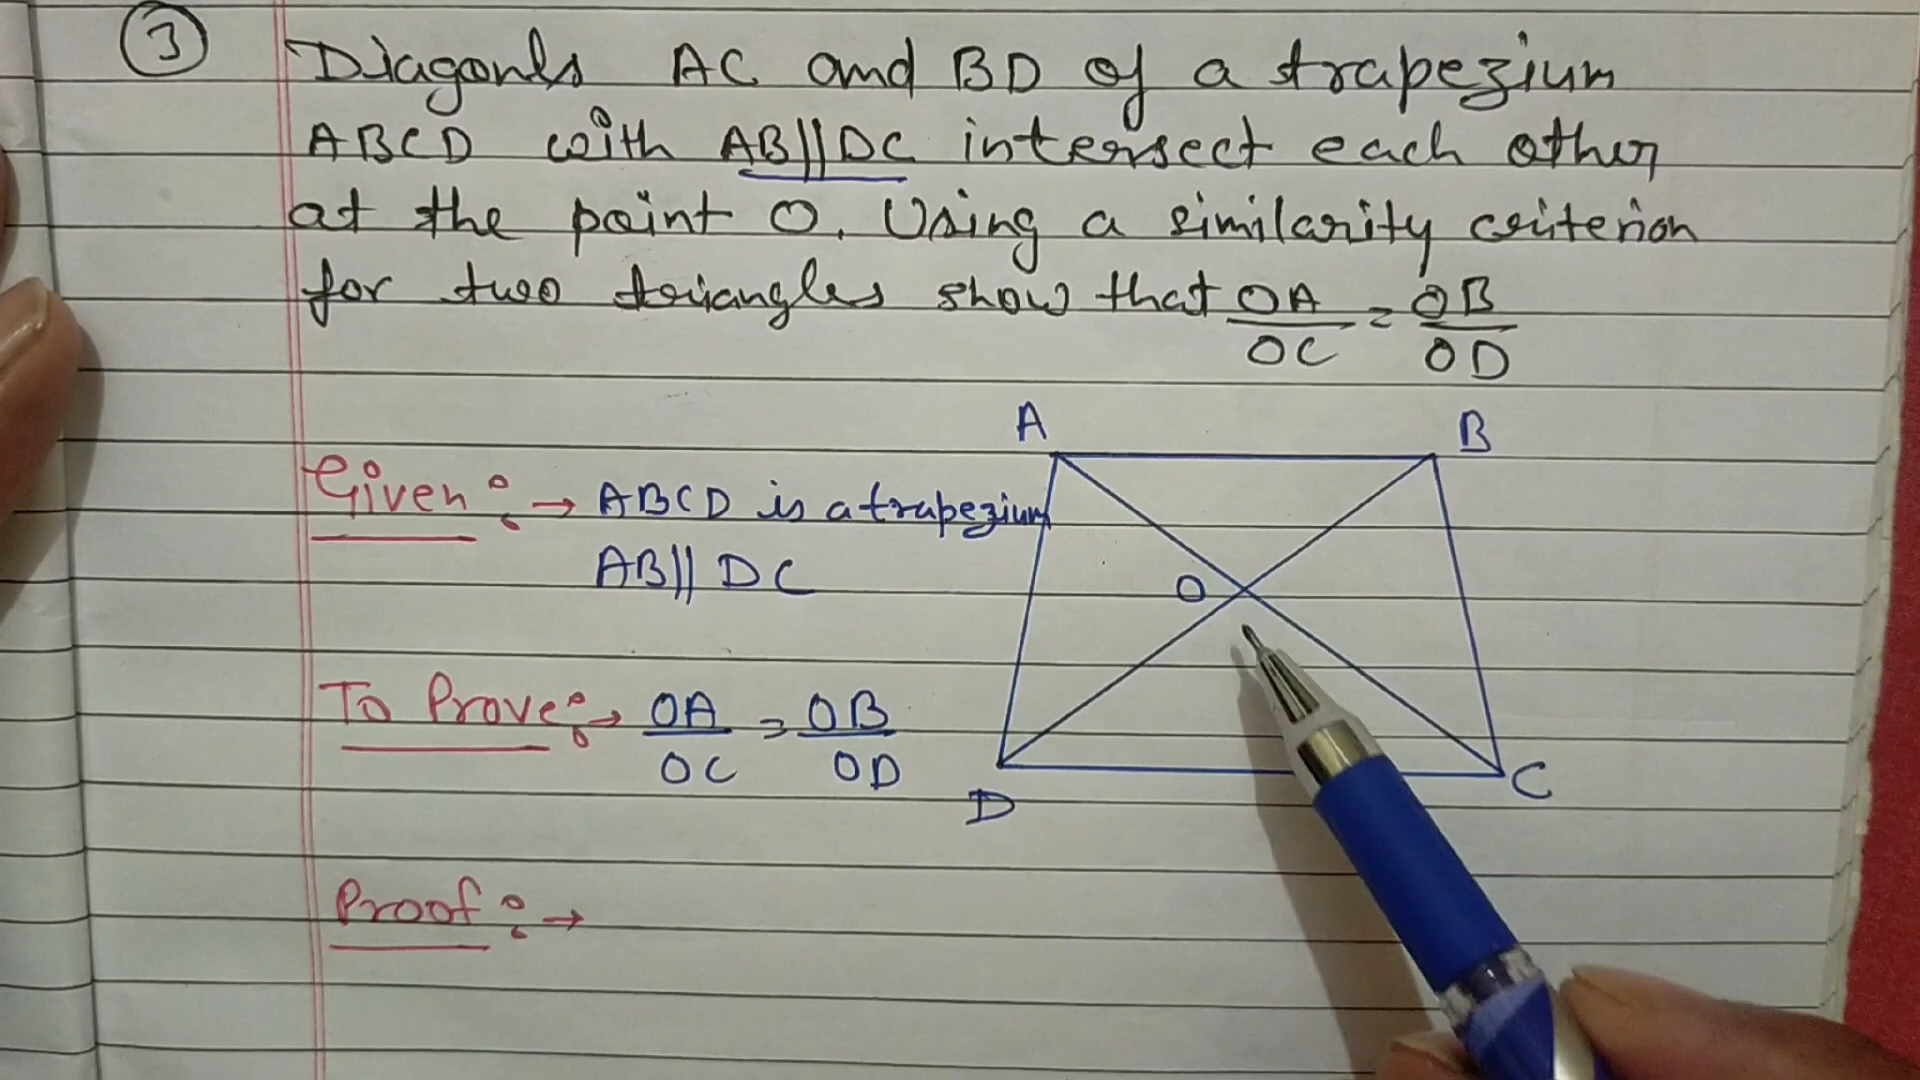 3 Diagonls AC and BD of a trapezium
ABCD with AB||DC intersect each other
at the point O. Using a similarity criterion
for two triangles show that OA/OC = OB/OD
A
B
Given :→ ABCD is a trapezium
AB||DC
O
To Prove:→ OA/OC = OB/OD
D
C
Proof :→